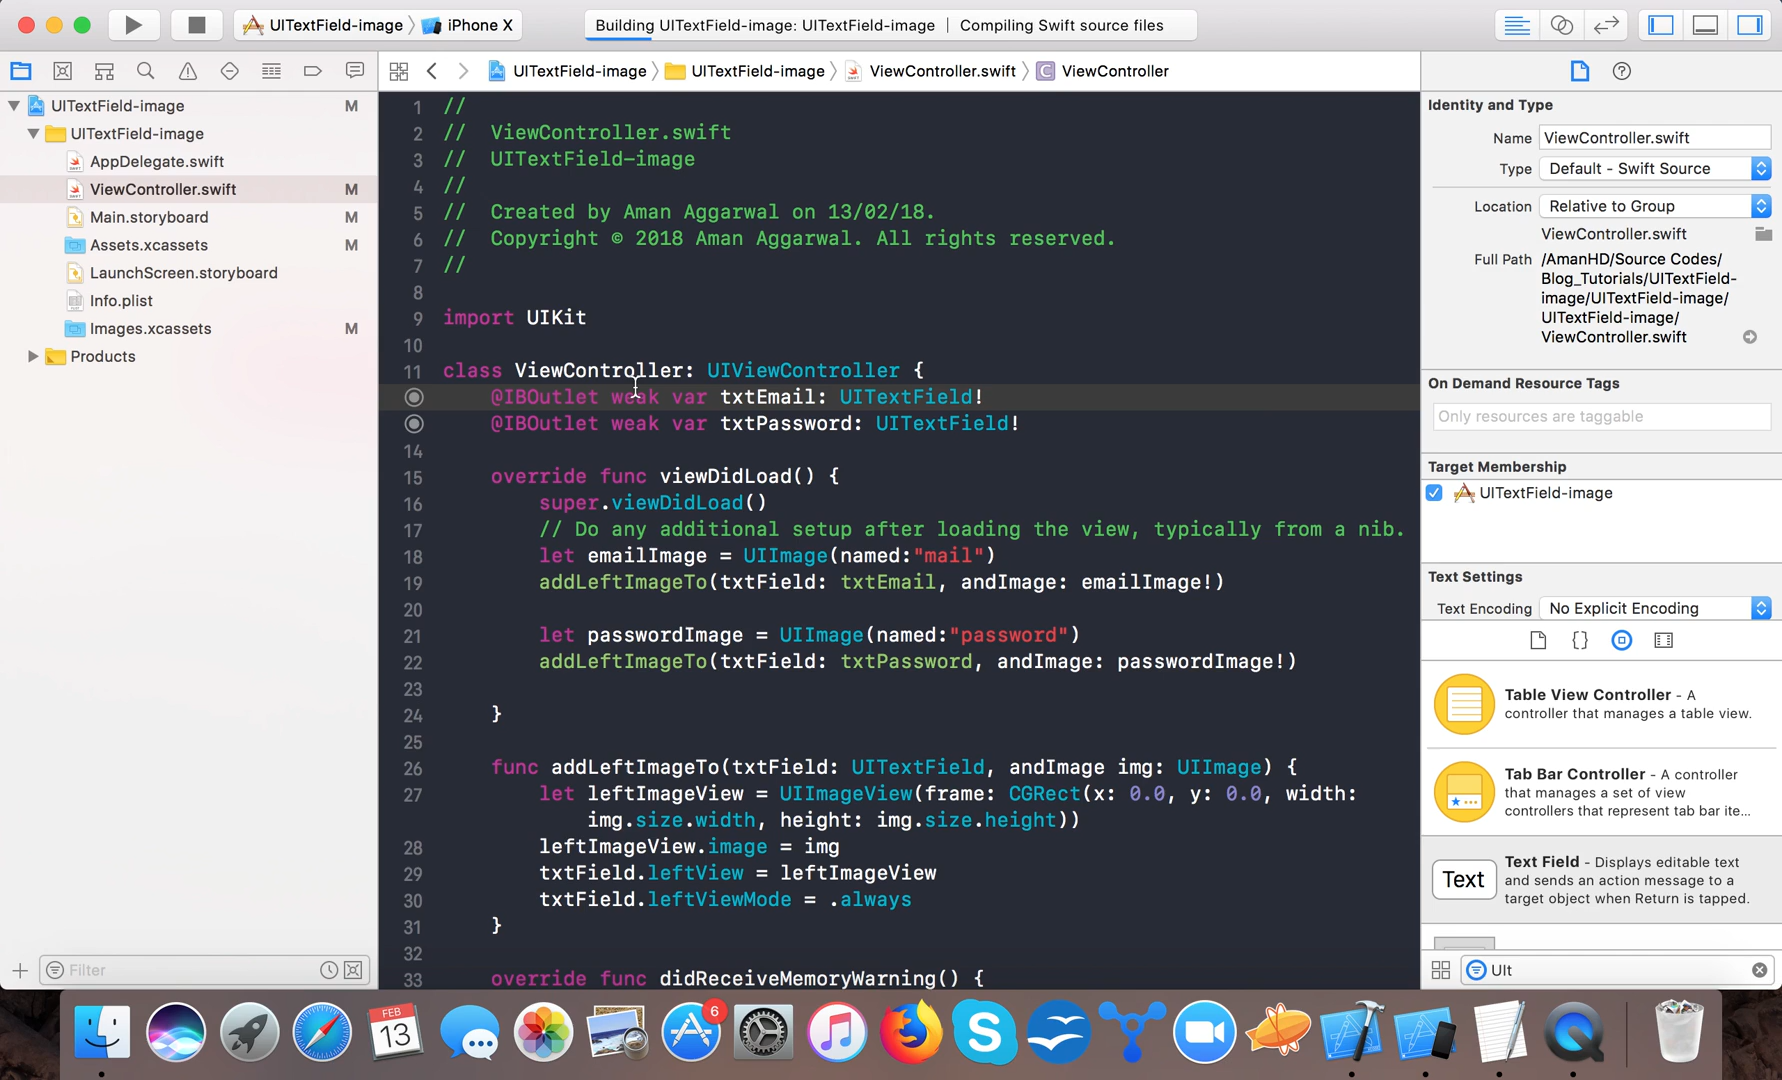 UITextField-image
iPhone X
Building UITextField-image: UITextField-image | Compiling Swift source files
UITextField-image
UITextField-image
ViewController.swift
ViewController
UITextField-image M
UITextField-image
AppDelegate.swift
ViewController.swift M
Main.storyboard M
Assets.xcassets M
LaunchScreen.storyboard
Info.plist
Images.xcassets M
Products
Filter
1 //
2 // ViewController.swift
3 // UITextField-image
4 //
5 // Created by Aman Aggarwal on 13/02/18.
6 // Copyright © 2018 Aman Aggarwal. All rights reserved.
7 //
8
9 import UIKit
10
11 class ViewController: UIViewController {
@IBOutlet weak var txtEmail: UITextField!
@IBOutlet weak var txtPassword: UITextField!
14
15 override func viewDidLoad() {
16 super.viewDidLoad()
17 // Do any additional setup after loading the view, typically from a nib.
18 let emailImage = UIImage(named:"mail")
19 addLeftImageTo(txtField: txtEmail, andImage: emailImage!)
20
21 let passwordImage = UIImage(named:"password")
22 addLeftImageTo(txtField: txtPassword, andImage: passwordImage!)
23
24 }
25
26 func addLeftImageTo(txtField: UITextField, andImage img: UIImage) {
27 let leftImageView = UIImageView(frame: CGRect(x: 0.0, y: 0.0, width:
img.size.width, height: img.size.height))
28 leftImageView.image = img
29 txtField.leftView = leftImageView
30 txtField.leftViewMode = .always
31 }
32
33 override func didReceiveMemoryWarning() {
Identity and Type
Name ViewController.swift
Type Default - Swift Source
Location Relative to Group
ViewController.swift
Full Path /AmanHD/Source Codes/
Blog_Tutorials/UITextField-
image/UITextField-image/
UITextField-image/
ViewController.swift
On Demand Resource Tags
Only resources are taggable
Target Membership
UITextField-image
Text Settings
Text Encoding No Explicit Encoding
{}
Table View Controller - A
controller that manages a table view.
Tab Bar Controller - A controller
that manages a set of view
controllers that represent tab bar ite...
Text
Text Field - Displays editable text
and sends an action message to a
target object when Return is tapped.
UIt
FEB
13
6